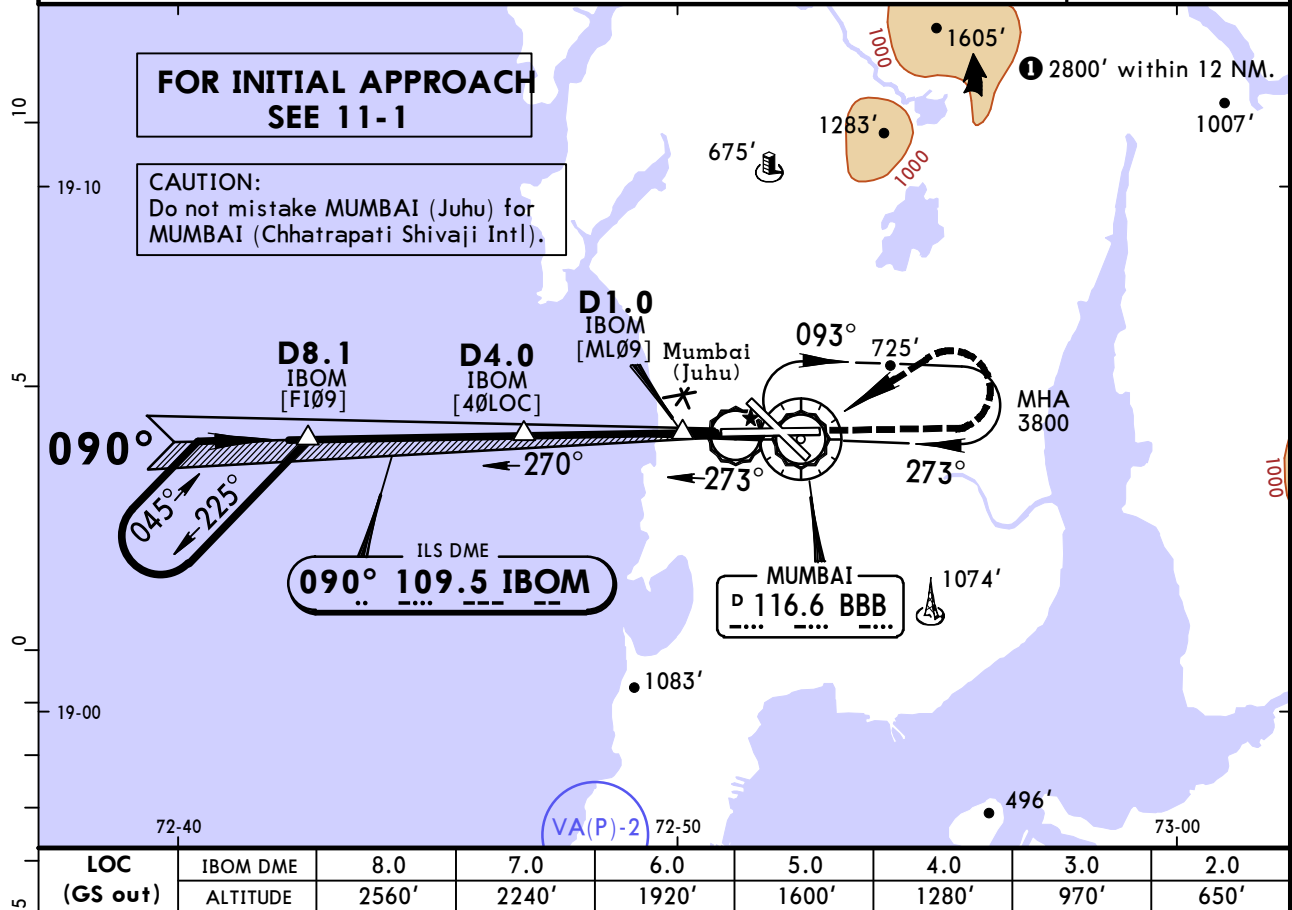 FOR INITIAL APPROACH
SEE 11-1
CAUTION:
Do not mistake MUMBAI (Juhu) for
MUMBAI (Chhatrapati Shivaji Intl).
10
19-10
5
0
19-00
5
1000
1605'
❶ 2800' within 12 NM.
1007'
1283'
1000
675'
D1.0
IBOM
[MLØ9]
Mumbai
(Juhu)
D8.1
IBOM
[FIØ9]
D4.0
IBOM
[4ØLOC]
093°
725'
MHA
3800
090°
270°
273°
273°
045°
225°
1000
ILS DME
090° 109.5 IBOM
MUMBAI
D 116.6 BBB
1074'
1083'
496'
VA(P)-2
72-40
72-50
73-00
LOC
(GS out)
IBOM DME 8.0 7.0 6.0 5.0 4.0 3.0 2.0
ALTITUDE 2560' 2240' 1920' 1600' 1280' 970' 650'